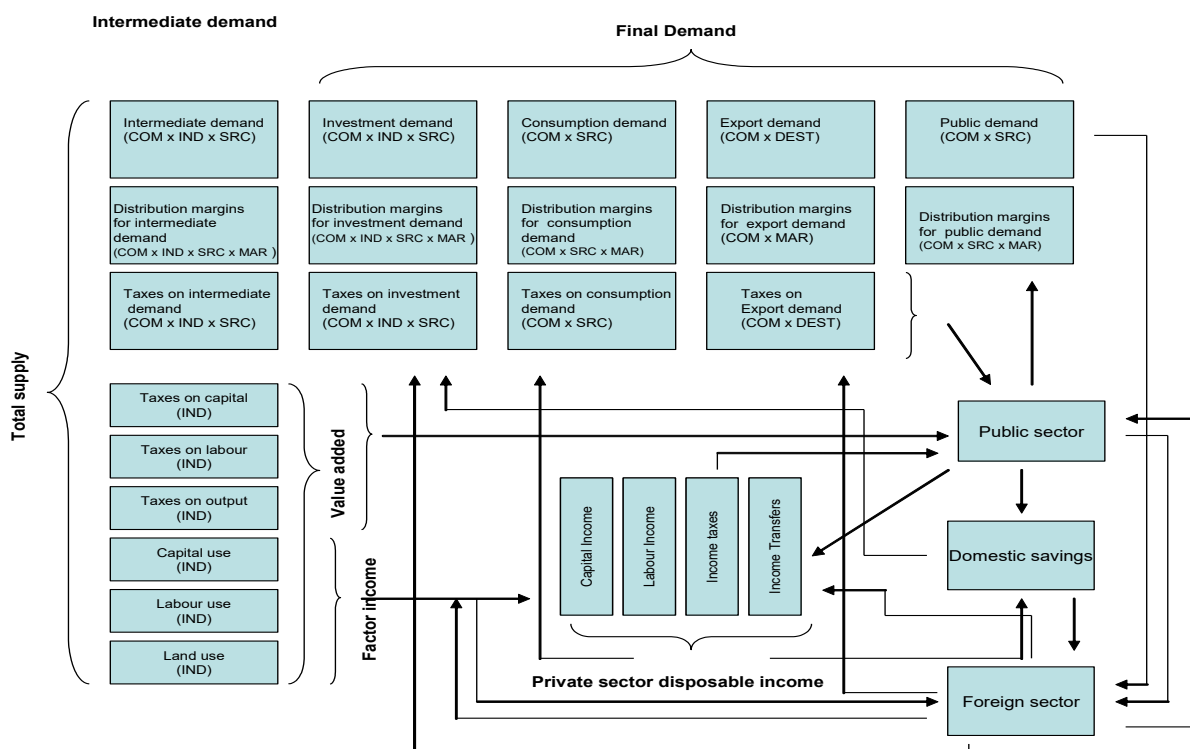 Intermediate demand
Final Demand
Total supply
Intermediate demand
(COM x IND x SRC)
Investment demand
(COM x IND x SRC)
Consumption demand
(COM x SRC)
Export demand
(COM x DEST)
Public demand
(COM x SRC)
Distribution margins
for intermediate
demand
(COM x IND x SRC x MAR )
Distribution margins
for investment demand
(COM x IND x SRC x MAR )
Distribution margins
for consumption
demand
(COM x SRC x MAR)
Distribution margins
for export demand
(COM x MAR)
Distribution margins
for public demand
(COM x SRC x MAR)
Taxes on intermediate
demand
(COM x IND x SRC)
Taxes on investment
demand
(COM x IND x SRC)
Taxes on consumption
demand
(COM x SRC)
Taxes on
Export demand
(COM x DEST)
Taxes on capital
(IND)
Taxes on labour
(IND)
Taxes on output
(IND)
Capital use
(IND)
Labour use
(IND)
Land use
(IND)
Value added
Factor income
Capital Income
Labour Income
Income taxes
Income Transfers
Private sector disposable income
Public sector
Domestic savings
Foreign sector